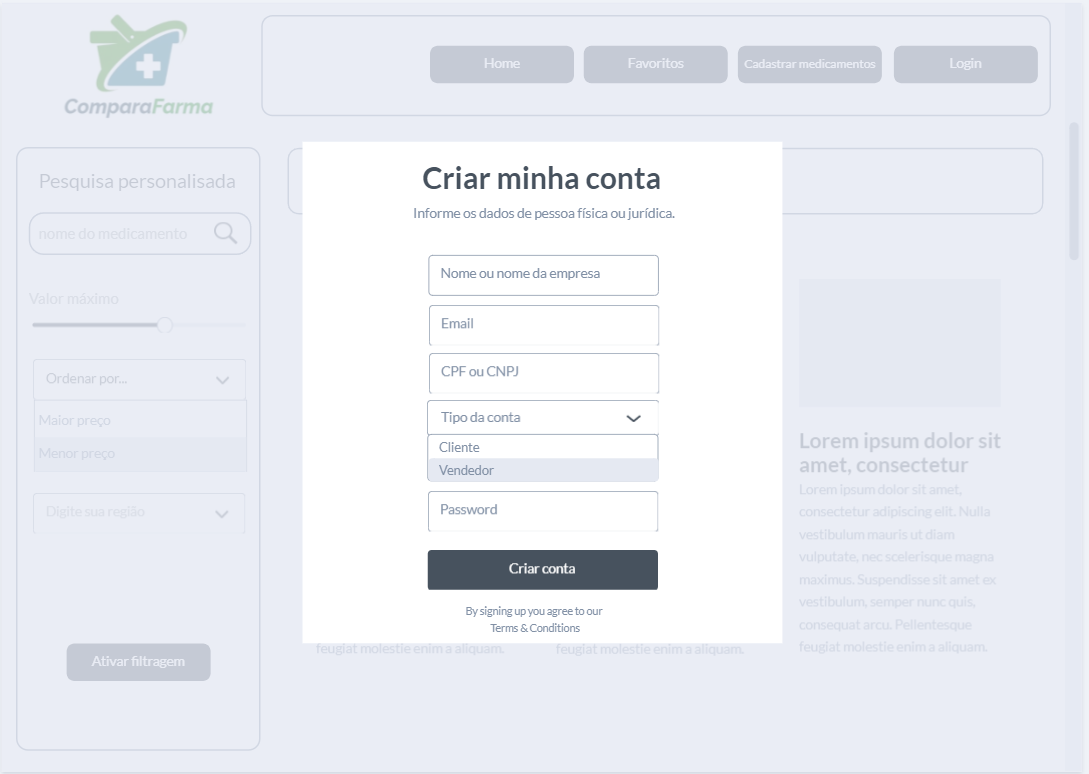 ComparaFarma
Home
Favoritos
Cadastrar medicamentos
Login
Pesquisa personalisada
nome do medicamento
Valor máximo
Ordenar por...
Maior preço
Menor preço
Digite sua região
Ativar filtragem
Criar minha conta
Informe os dados de pessoa física ou jurídica.
Nome ou nome da empresa
Email
CPF ou CNPJ
Tipo da conta
Cliente
Vendedor
Password
Criar conta
By signing up you agree to our
Terms & Conditions
feugiat molestie enim a aliquam.
feugiat molestie enim a aliquam.
Lorem ipsum dolor sit
amet, consectetur
Lorem ipsum dolor sit amet,
consectetur adipiscing elit. Nulla
vestibulum mauris ut diam
vulputate, nec scelerisque magna
maximus. Suspendisse sit amet ex
vestibulum, semper nunc quis,
consequat arcu. Pellentesque
feugiat molestie enim a aliquam.